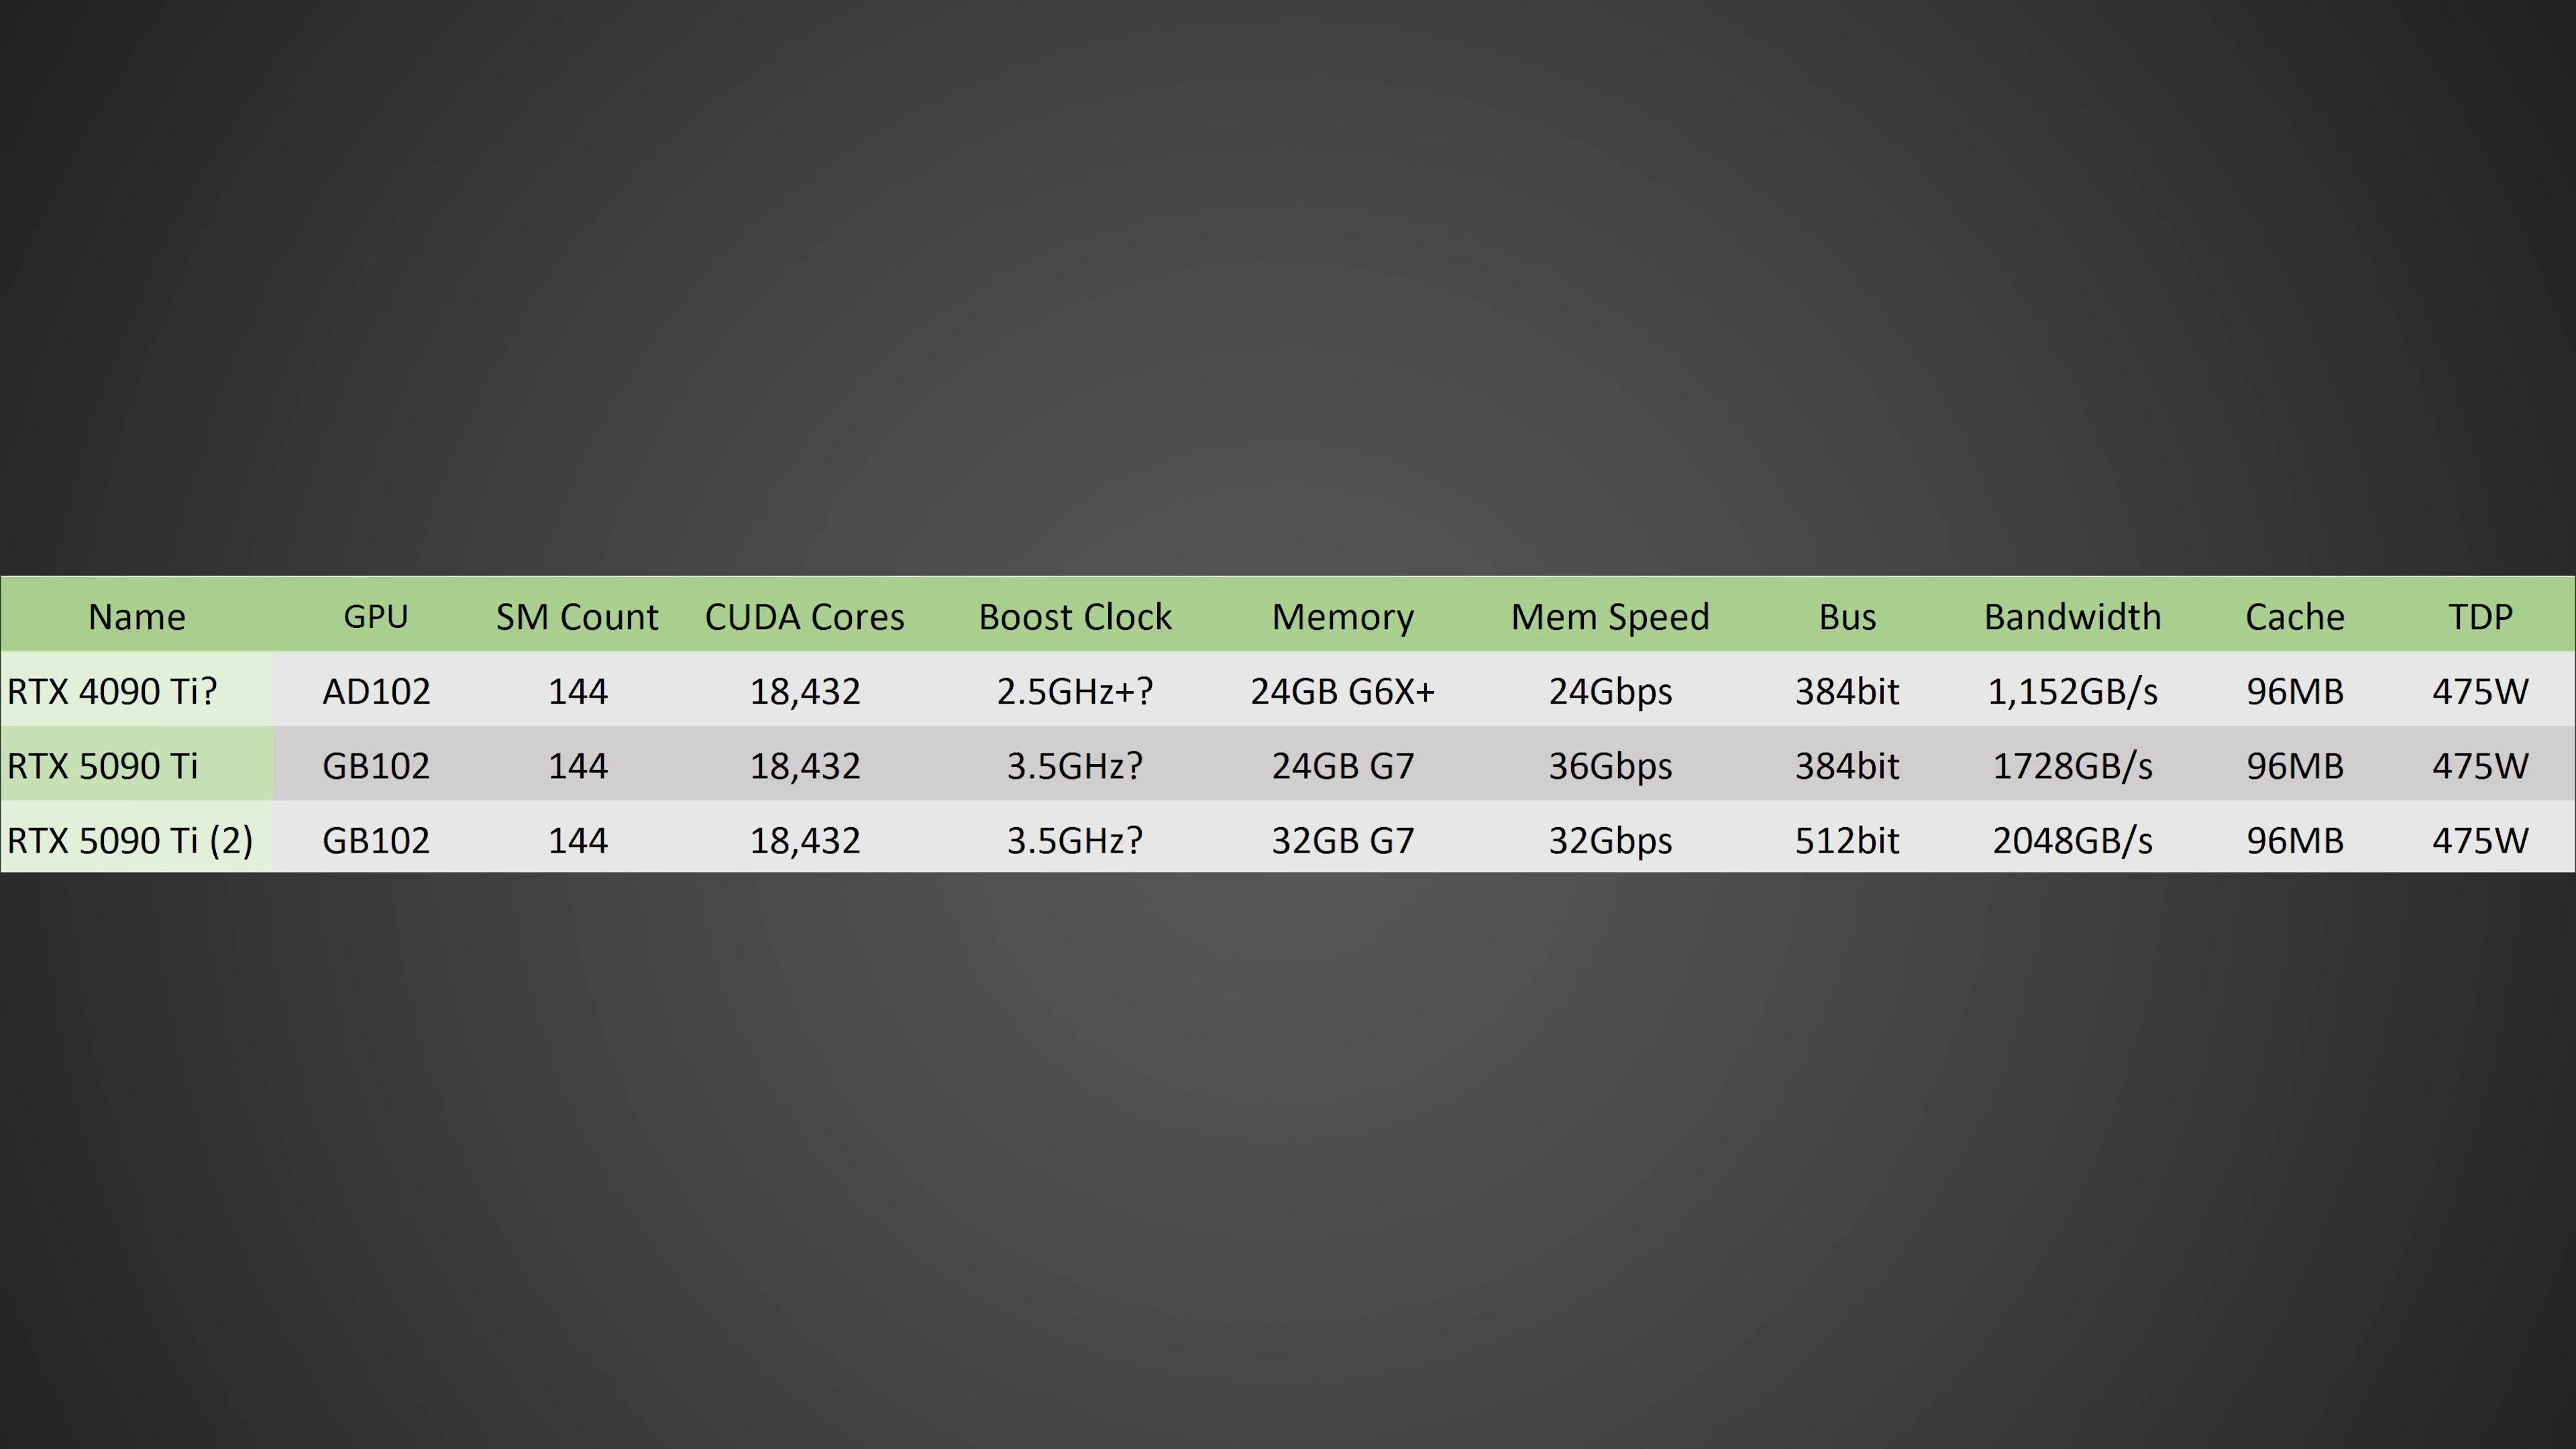 Name GPU SM Count CUDA Cores Boost Clock Memory Mem Speed Bus Bandwidth Cache TDP
RTX 4090 Ti? AD102 144 18,432 2.5GHz+? 24GB G6X+ 24Gbps 384bit 1,152GB/s 96MB 475W
RTX 5090 Ti GB102 144 18,432 3.5GHz? 24GB G7 36Gbps 384bit 1728GB/s 96MB 475W
RTX 5090 Ti (2) GB102 144 18,432 3.5GHz? 32GB G7 32Gbps 512bit 2048GB/s 96MB 475W